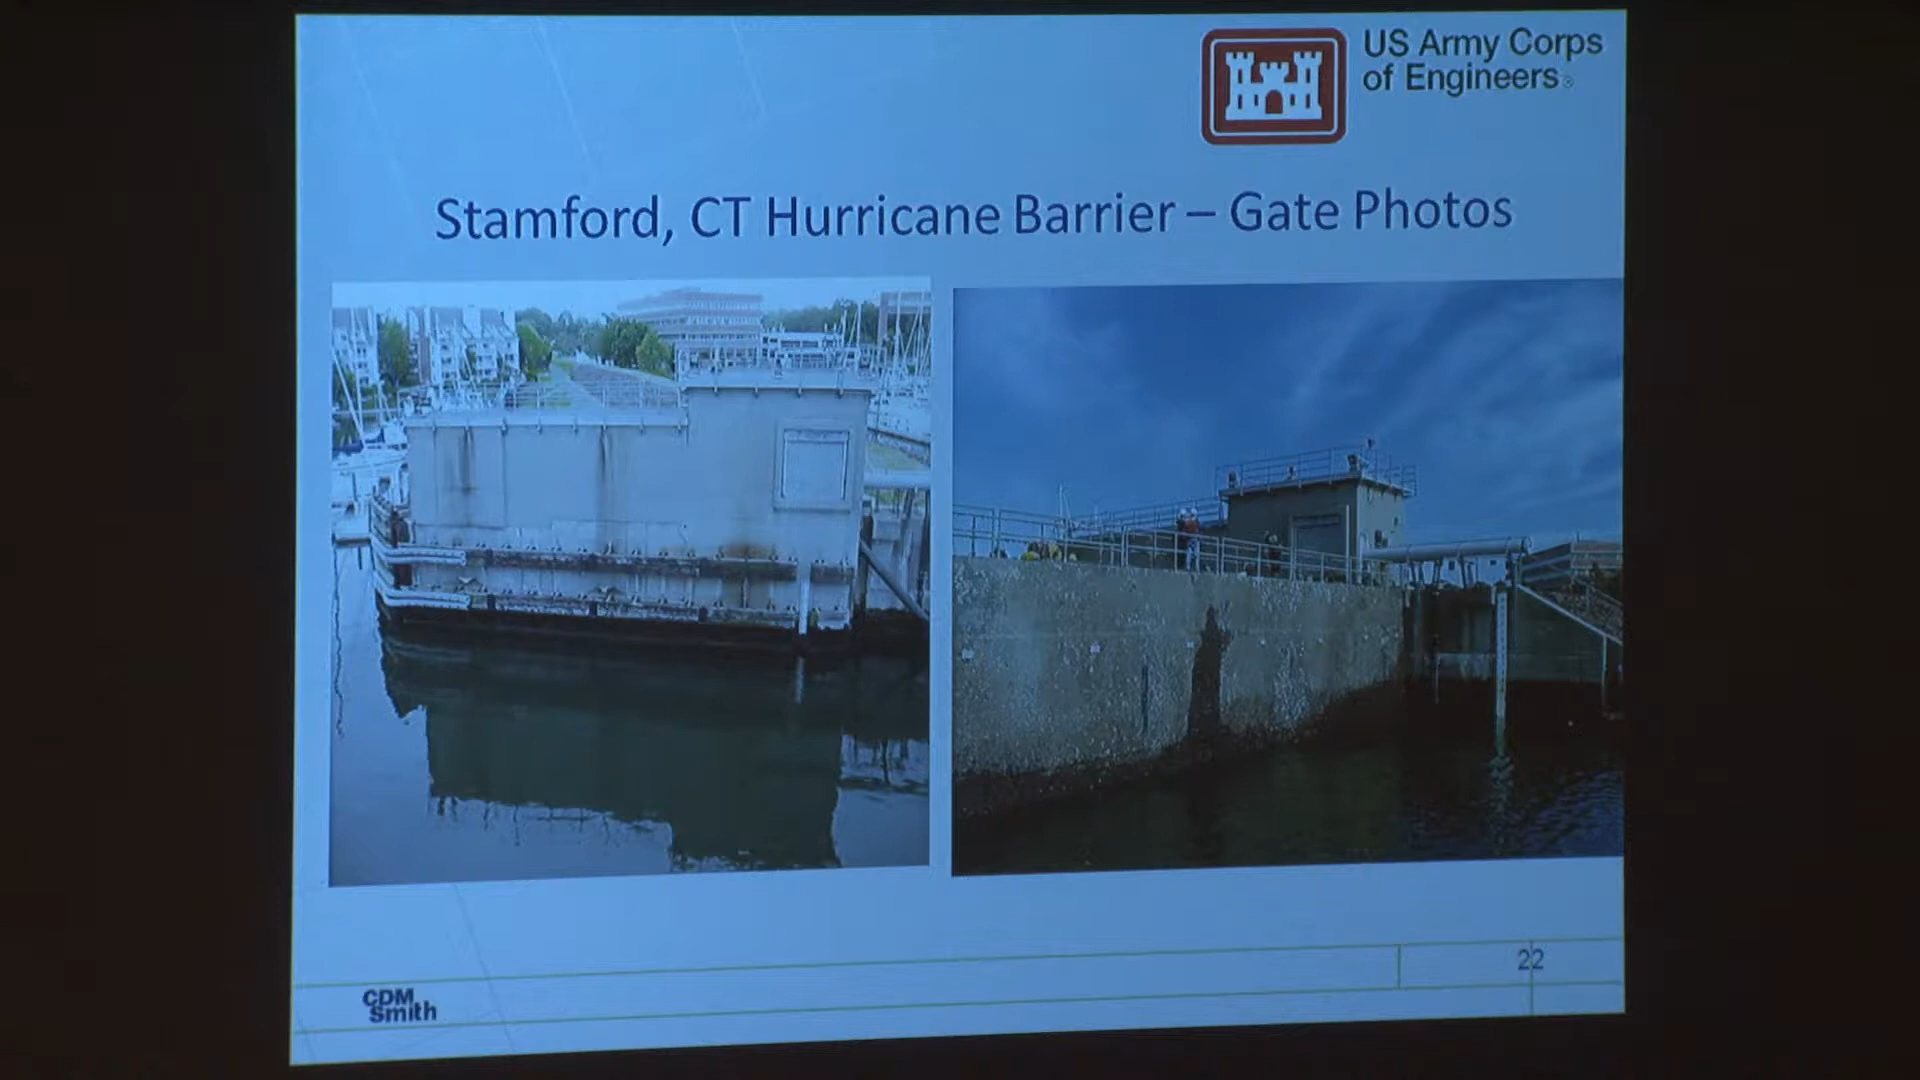 US Army Corps
of Engineers®
Stamford, CT Hurricane Barrier – Gate Photos
22
CDM
Smith